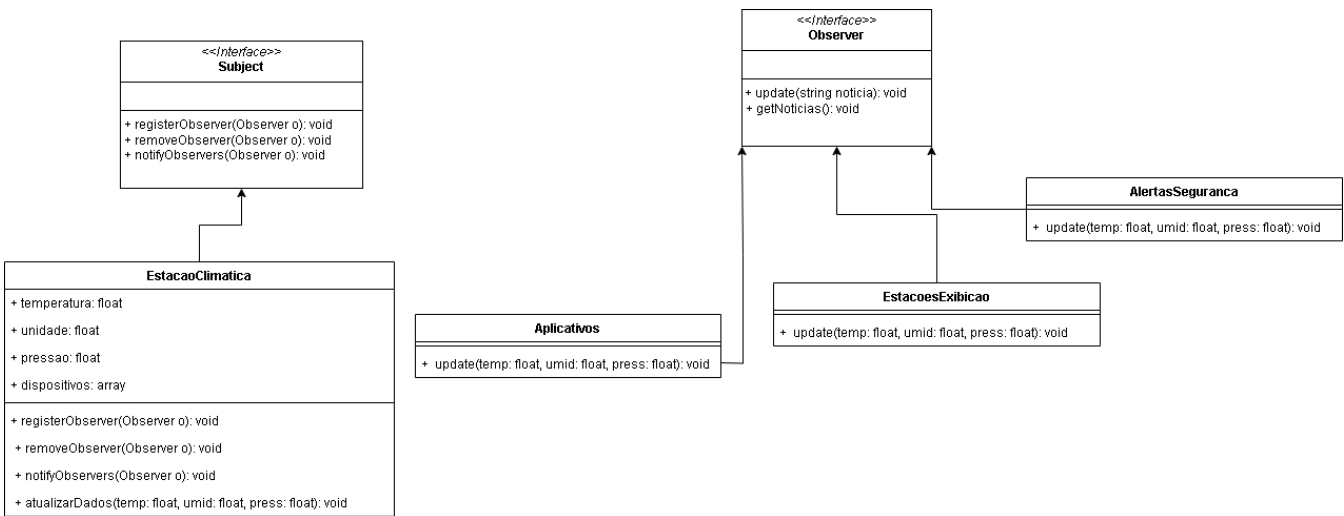 <<Interface>>
Subject
+ registerObserver(Observer o): void
+ removeObserver(Observer o): void
+ notifyObservers(Observer o): void
<<Interface>>
Observer
+ update(string noticia): void
+ getNoticias(): void
AlertasSeguranca
+ update(temp: float, umid: float, press: float): void
EstacaoClimatica
+ temperatura: float
+ unidade: float
+ pressao: float
+ dispositivos: array
+ registerObserver(Observer o): void
+ removeObserver(Observer o): void
+ notifyObservers(Observer o): void
+ atualizarDados(temp: float, umid: float, press: float): void
EstacoesExibicao
+ update(temp: float, umid: float, press: float): void
Aplicativos
+ update(temp: float, umid: float, press: float): void